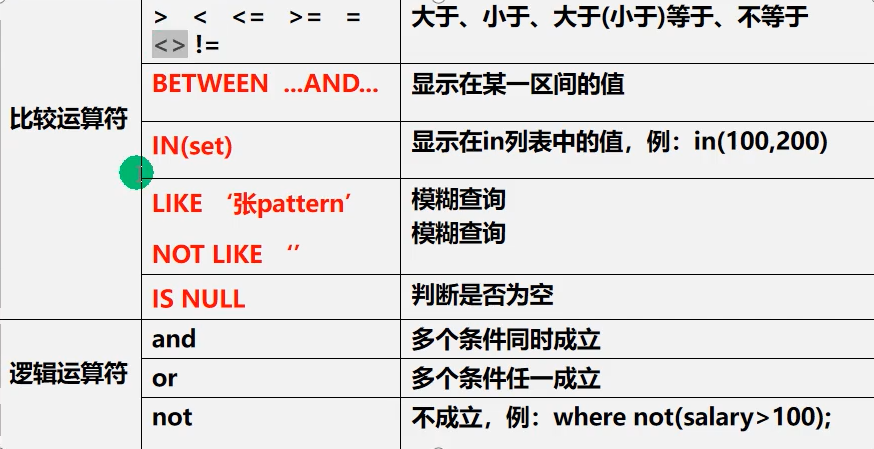 > < <= >= =
<> !=
大于、小于、大于(小于)等于、不等于
比较运算符
BETWEEN ...AND...
显示在某一区间的值
IN(set)
显示在in列表中的值，例：in(100,200)
LIKE ‘张pattern’
模糊查询
NOT LIKE ‘’
模糊查询
IS NULL
判断是否为空
逻辑运算符
and
多个条件同时成立
or
多个条件任一成立
not
不成立，例：where not(salary>100);